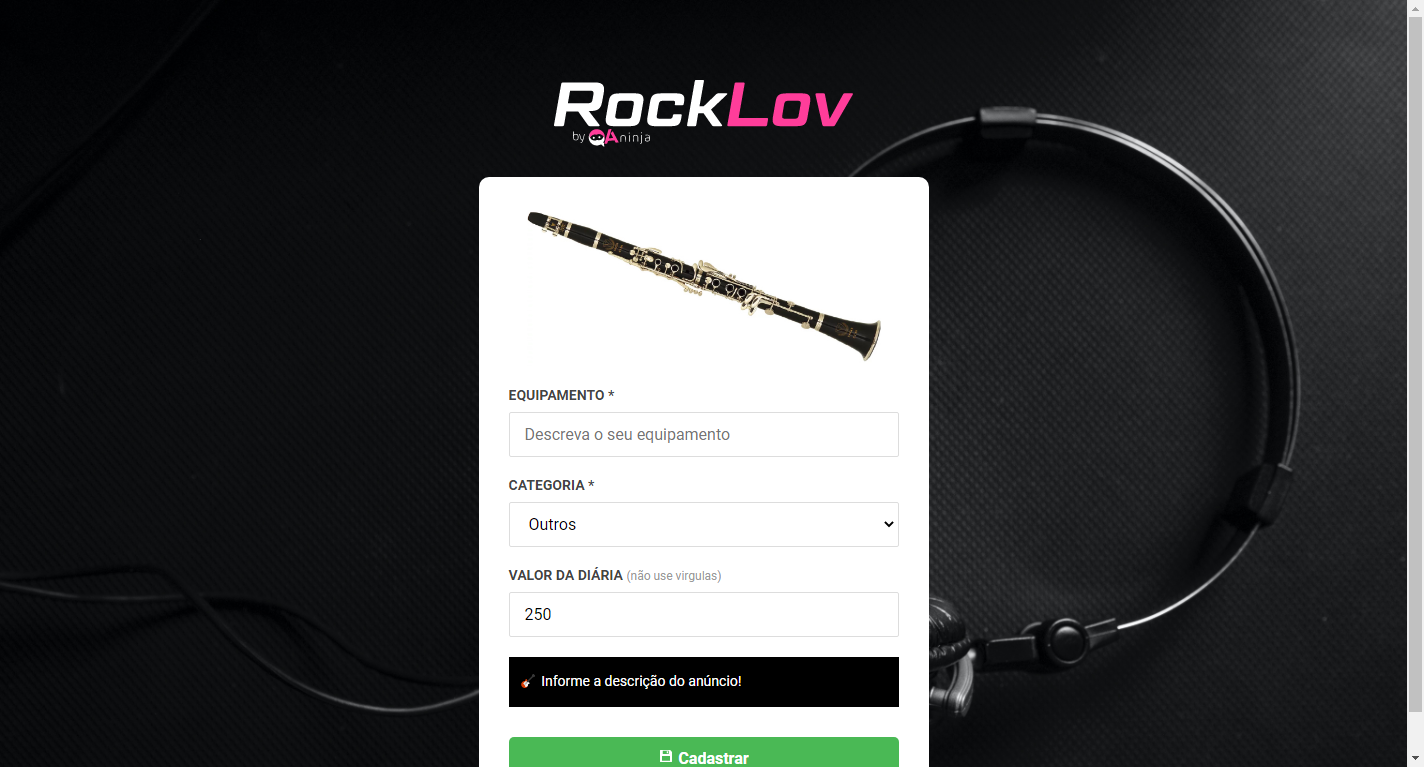 RockLov
by QAninja
EQUIPAMENTO *
Descreva o seu equipamento
CATEGORIA *
Outros
VALOR DA DIÁRIA (não use virgulas)
250
Informe a descrição do anúncio!
Cadastrar